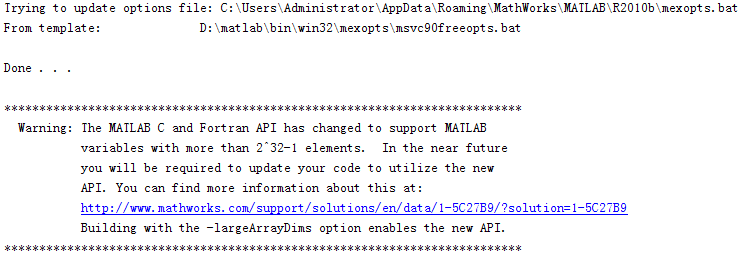 Trying to update options file: C:\Users\Administrator\AppData\Roaming\MathWorks\MATLAB\R2010b\mexopts.bat
From template:              D:\matlab\bin\win32\mexopts\msvc90freeopts.bat
Done . . .
**************************************************************************
Warning: The MATLAB C and Fortran API has changed to support MATLAB
variables with more than 2^32-1 elements.  In the near future
you will be required to update your code to utilize the new
API. You can find more information about this at:
http://www.mathworks.com/support/solutions/en/data/1-5C27B9/?solution=1-5C27B9
Building with the -largeArrayDims option enables the new API.
**************************************************************************